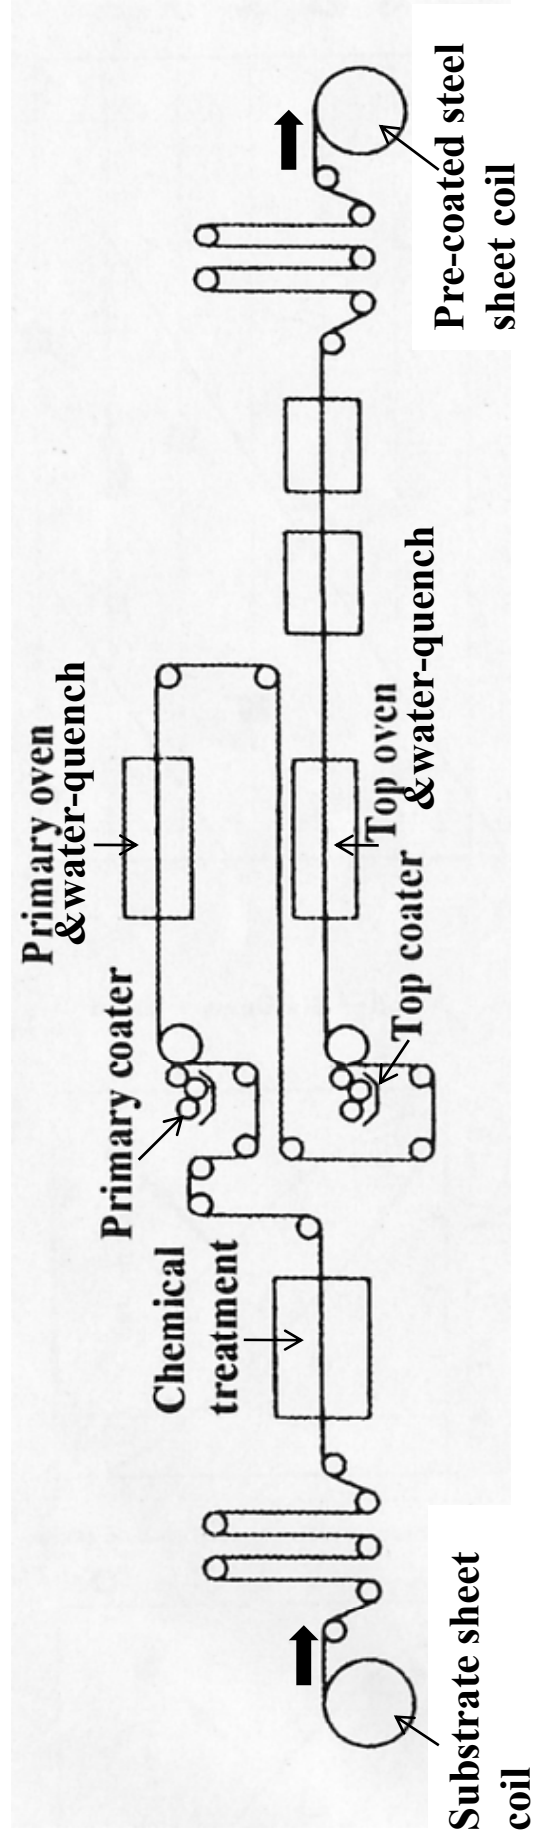 Substrate sheet
coil
Chemical
treatment
Primary coater
Primary oven
&water-quench
Top coater
Top oven
&water-quench
Pre-coated steel
sheet coil